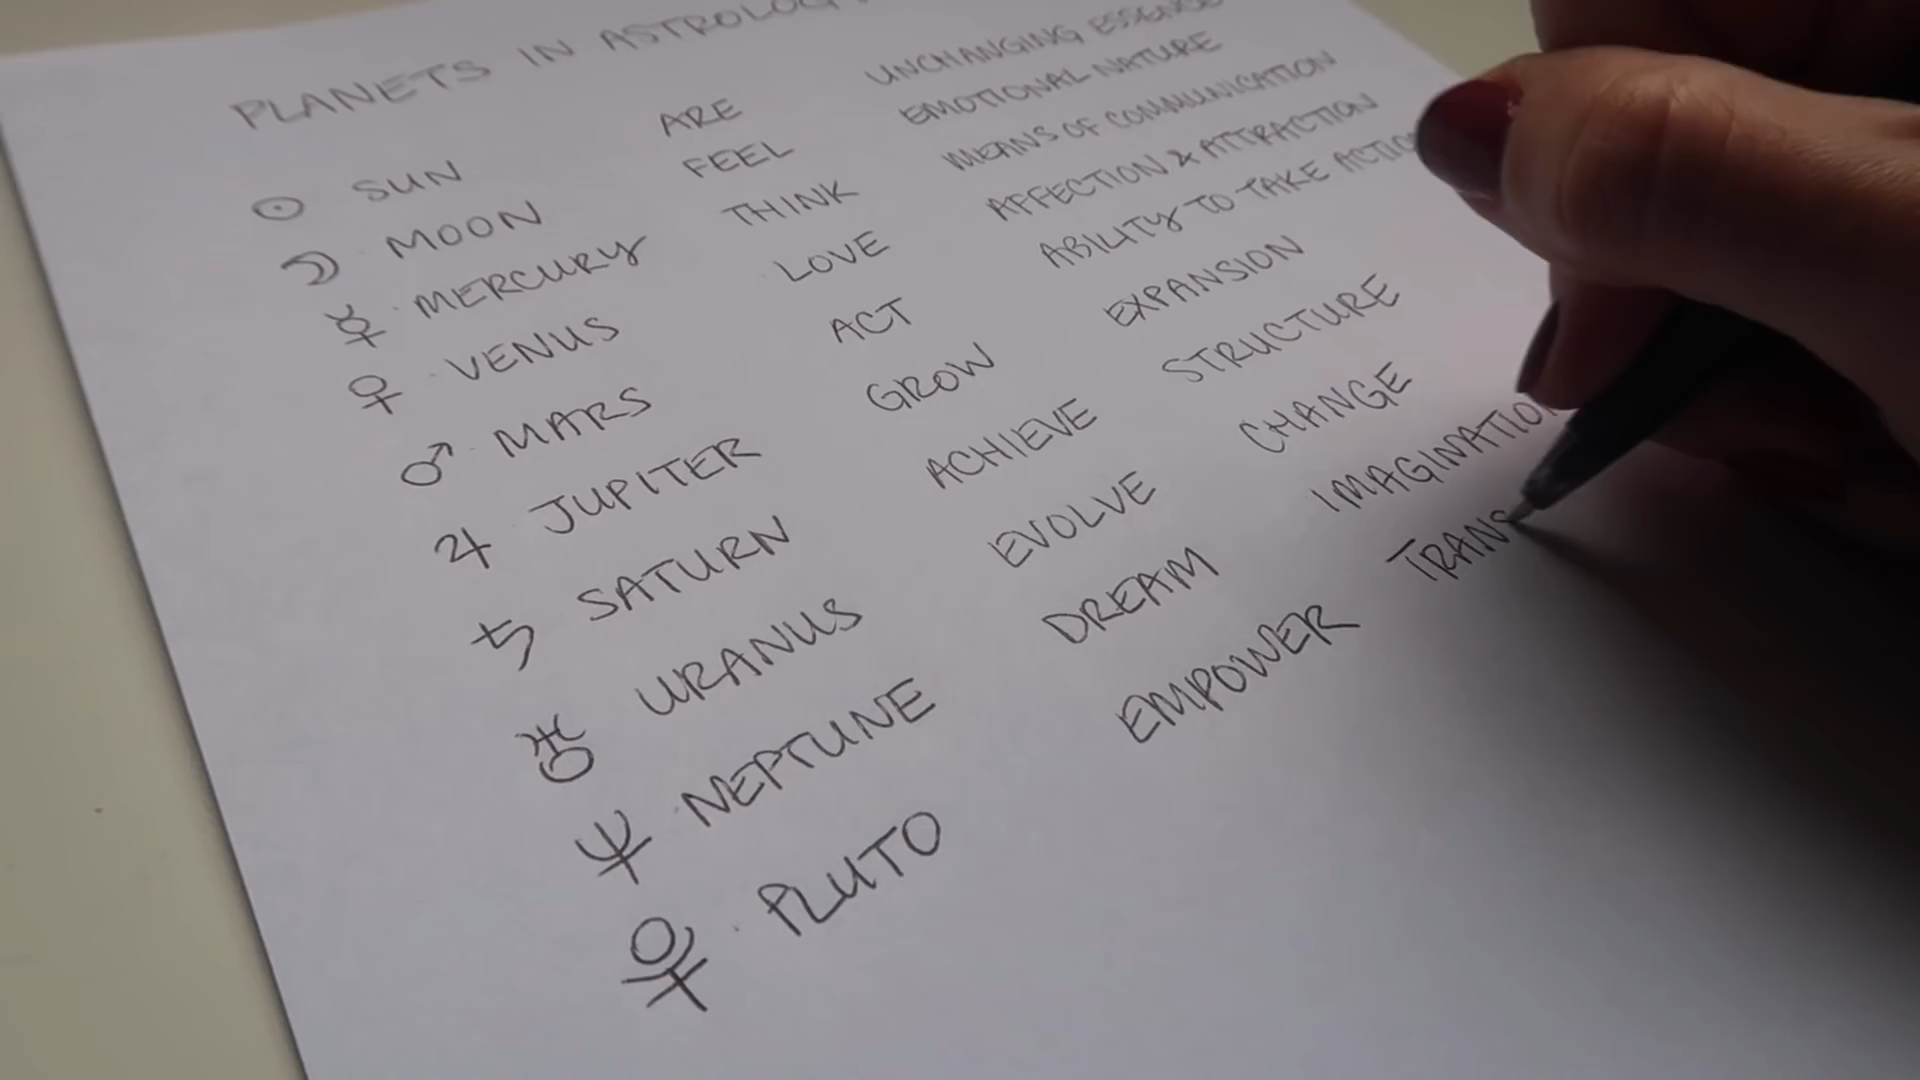 PLANETS IN ASTROLOGY
☉ SUN ARE UNCHANGING ESSENCE
☽ MOON FEEL EMOTIONAL NATURE
☿ MERCURY THINK MEANS OF COMMUNICATION
♀ VENUS LOVE AFFECTION & ATTRACTION
♂ MARS ACT ABILITY TO TAKE ACTIO
♃ JUPITER GROW EXPANSION
♄ SATURN ACHIEVE STRUCTURE
♅ URANUS EVOLVE CHANGE
♆ NEPTUNE DREAM IMAGINATION
♇ PLUTO EMPOWER TRANS